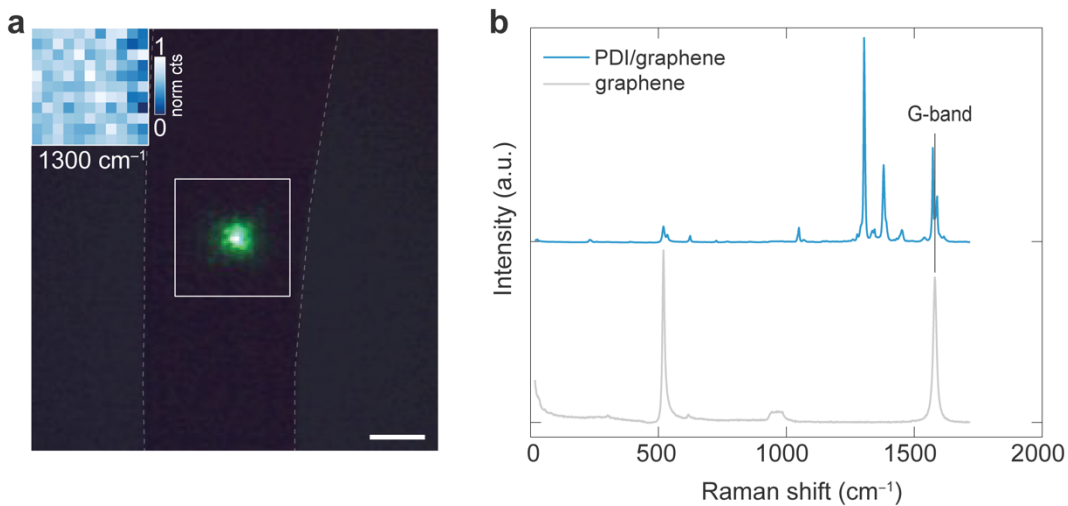 a
1
norm cts
0
1300 cm⁻¹
b
PDI/graphene
graphene
G-band
Intensity (a.u.)
0
500
1000
1500
2000
Raman shift (cm⁻¹)